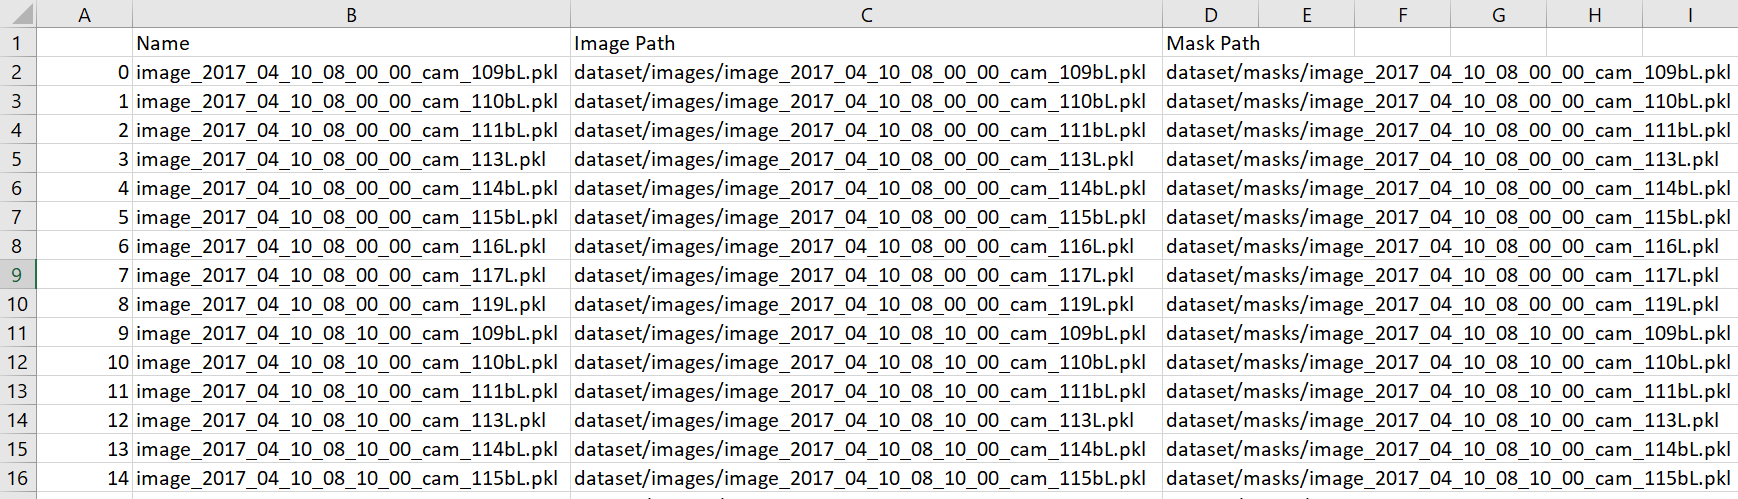 A B C D E F G H I
1 Name Image Path Mask Path
2 0 image_2017_04_10_08_00_00_cam_109bL.pkl dataset/images/image_2017_04_10_08_00_00_cam_109bL.pkl dataset/masks/image_2017_04_10_08_00_00_cam_109bL.pkl
3 1 image_2017_04_10_08_00_00_cam_110bL.pkl dataset/images/image_2017_04_10_08_00_00_cam_110bL.pkl dataset/masks/image_2017_04_10_08_00_00_cam_110bL.pkl
4 2 image_2017_04_10_08_00_00_cam_111bL.pkl dataset/images/image_2017_04_10_08_00_00_cam_111bL.pkl dataset/masks/image_2017_04_10_08_00_00_cam_111bL.pkl
5 3 image_2017_04_10_08_00_00_cam_113L.pkl dataset/images/image_2017_04_10_08_00_00_cam_113L.pkl dataset/masks/image_2017_04_10_08_00_00_cam_113L.pkl
6 4 image_2017_04_10_08_00_00_cam_114bL.pkl dataset/images/image_2017_04_10_08_00_00_cam_114bL.pkl dataset/masks/image_2017_04_10_08_00_00_cam_114bL.pkl
7 5 image_2017_04_10_08_00_00_cam_115bL.pkl dataset/images/image_2017_04_10_08_00_00_cam_115bL.pkl dataset/masks/image_2017_04_10_08_00_00_cam_115bL.pkl
8 6 image_2017_04_10_08_00_00_cam_116L.pkl dataset/images/image_2017_04_10_08_00_00_cam_116L.pkl dataset/masks/image_2017_04_10_08_00_00_cam_116L.pkl
9 7 image_2017_04_10_08_00_00_cam_117L.pkl dataset/images/image_2017_04_10_08_00_00_cam_117L.pkl dataset/masks/image_2017_04_10_08_00_00_cam_117L.pkl
10 8 image_2017_04_10_08_00_00_cam_119L.pkl dataset/images/image_2017_04_10_08_00_00_cam_119L.pkl dataset/masks/image_2017_04_10_08_00_00_cam_119L.pkl
11 9 image_2017_04_10_08_10_00_cam_109bL.pkl dataset/images/image_2017_04_10_08_10_00_cam_109bL.pkl dataset/masks/image_2017_04_10_08_10_00_cam_109bL.pkl
12 10 image_2017_04_10_08_10_00_cam_110bL.pkl dataset/images/image_2017_04_10_08_10_00_cam_110bL.pkl dataset/masks/image_2017_04_10_08_10_00_cam_110bL.pkl
13 11 image_2017_04_10_08_10_00_cam_111bL.pkl dataset/images/image_2017_04_10_08_10_00_cam_111bL.pkl dataset/masks/image_2017_04_10_08_10_00_cam_111bL.pkl
14 12 image_2017_04_10_08_10_00_cam_113L.pkl dataset/images/image_2017_04_10_08_10_00_cam_113L.pkl dataset/masks/image_2017_04_10_08_10_00_cam_113L.pkl
15 13 image_2017_04_10_08_10_00_cam_114bL.pkl dataset/images/image_2017_04_10_08_10_00_cam_114bL.pkl dataset/masks/image_2017_04_10_08_10_00_cam_114bL.pkl
16 14 image_2017_04_10_08_10_00_cam_115bL.pkl dataset/images/image_2017_04_10_08_10_00_cam_115bL.pkl dataset/masks/image_2017_04_10_08_10_00_cam_115bL.pkl